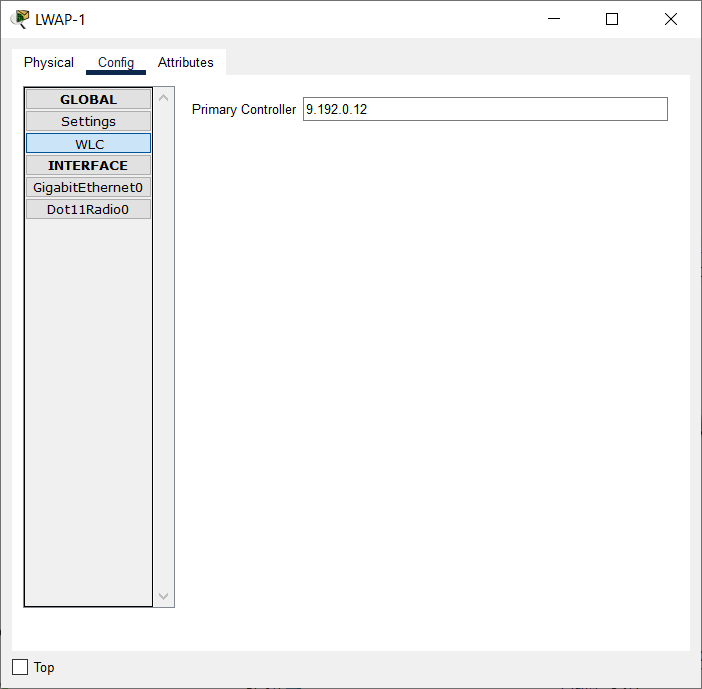 LWAP-1
Physical Config Attributes
GLOBAL
Settings
WLC
INTERFACE
GigabitEthernet0
Dot11Radio0
Primary Controller 9.192.0.12
Top